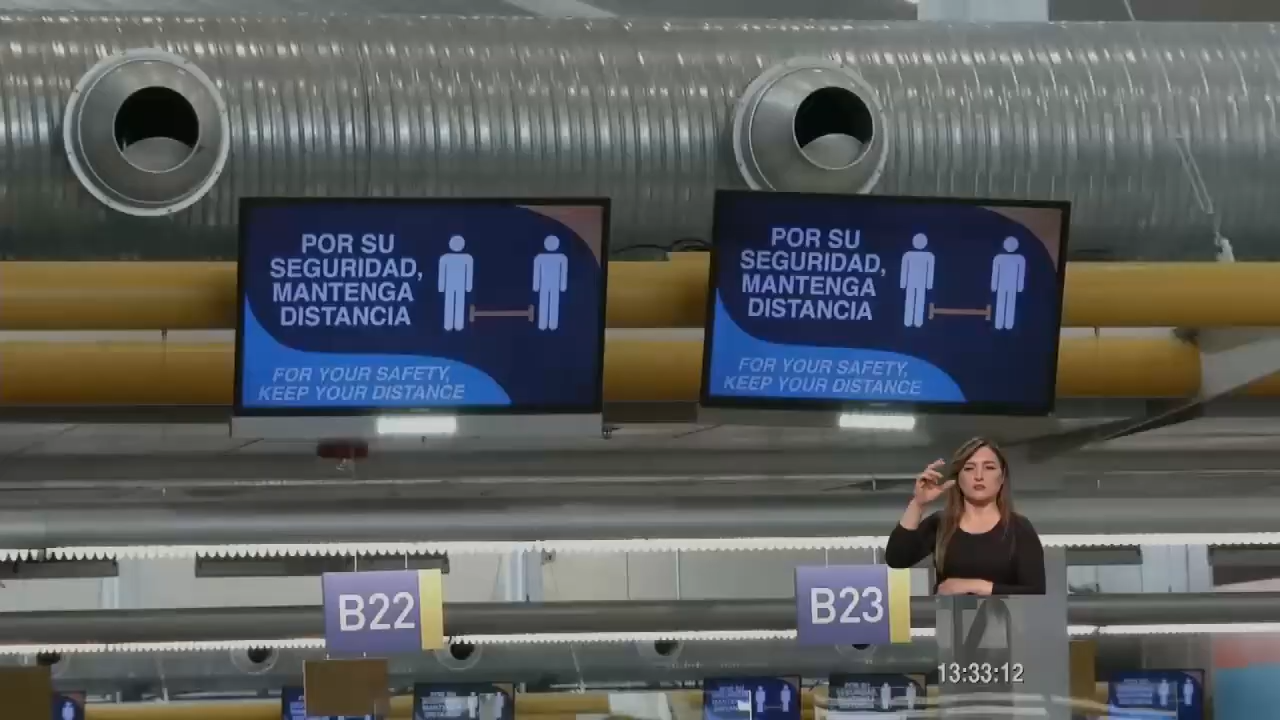 POR SU
SEGURIDAD,
MANTENGA
DISTANCIA
FOR YOUR SAFETY,
KEEP YOUR DISTANCE
POR SU
SEGURIDAD,
MANTENGA
DISTANCIA
FOR YOUR SAFETY,
KEEP YOUR DISTANCE
B22
B23
13:33:12